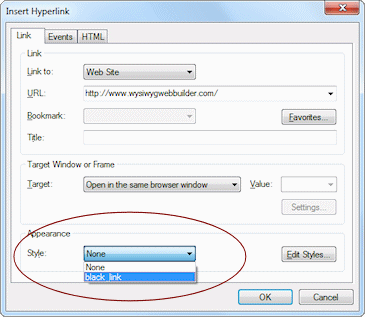 Insert Hyperlink
Link Events HTML
Link
Link to: Web Site
URL: http://www.wysiwygwebbuilder.com/
Bookmark: Favorites...
Title:
Target Window or Frame
Target: Open in the same browser window Value:
Settings...
Appearance
Style: None Edit Styles...
None
black_link
OK Cancel